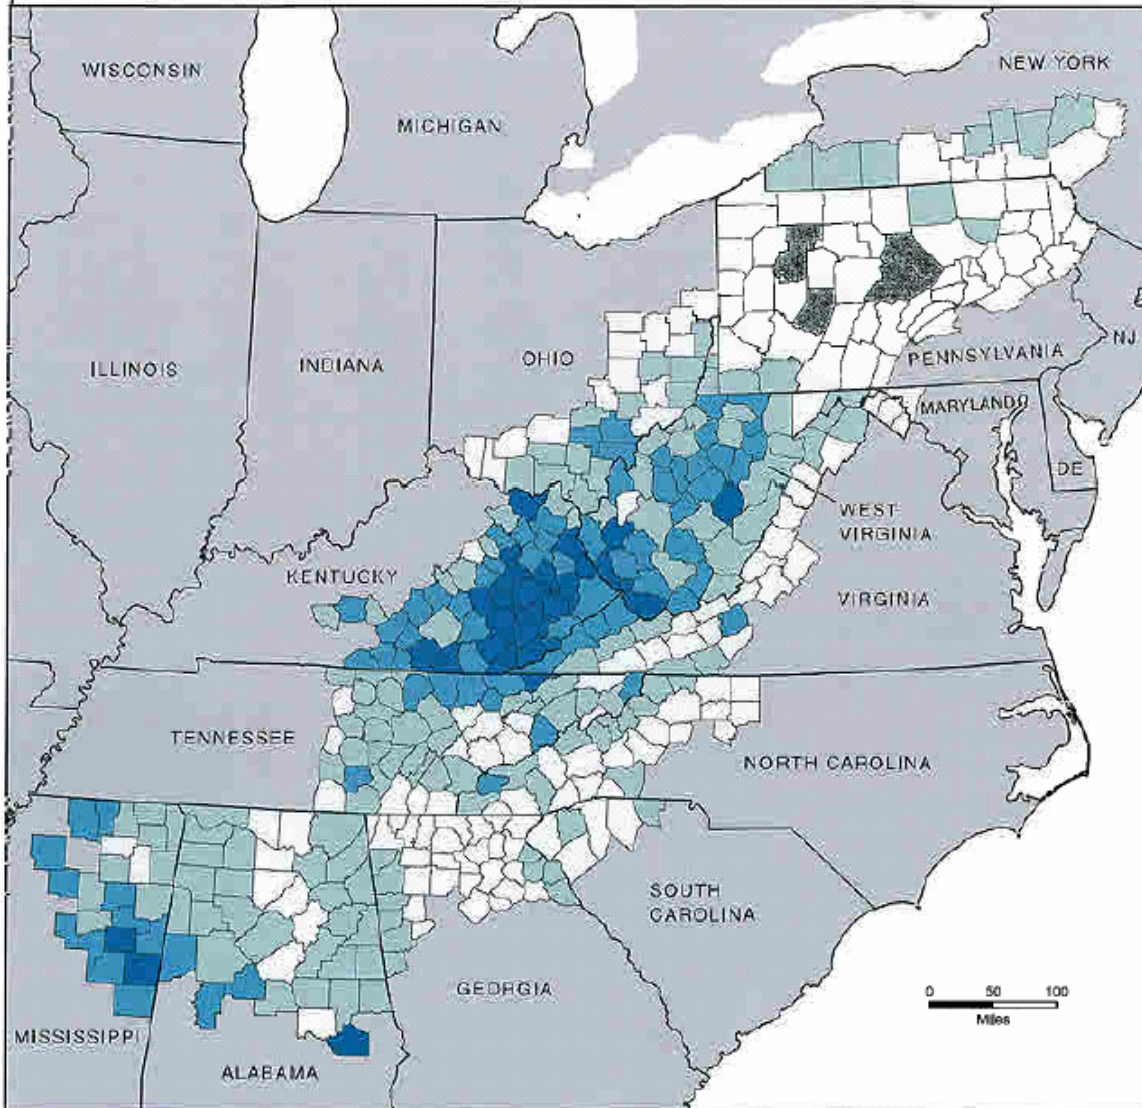 WISCONSIN
NEW YORK
MICHIGAN
ILLINOIS
INDIANA
OHIO
PENNSYLVANIA
NJ
MARYLAND
DE
WEST
VIRGINIA
KENTUCKY
VIRGINIA
TENNESSEE
NORTH CAROLINA
SOUTH
CAROLINA
GEORGIA
0 50 100
Miles
MISSISSIPPI
ALABAMA